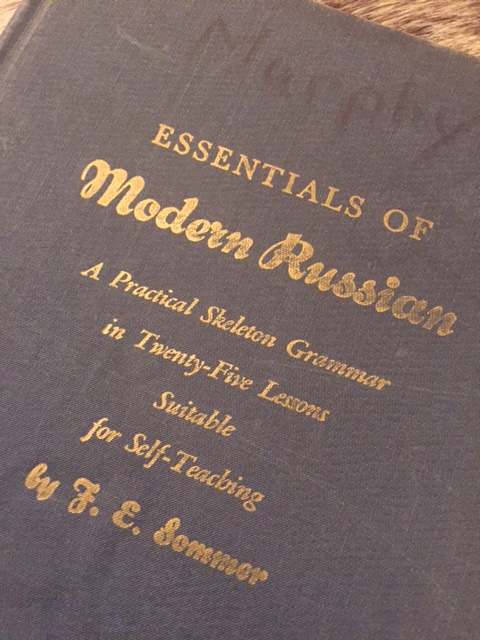 Murphy
ESSENTIALS OF
Modern Russian
A Practical Skeleton Grammar
in Twenty-Five Lessons
Suitable
for Self-Teaching
by F. E. Sommer